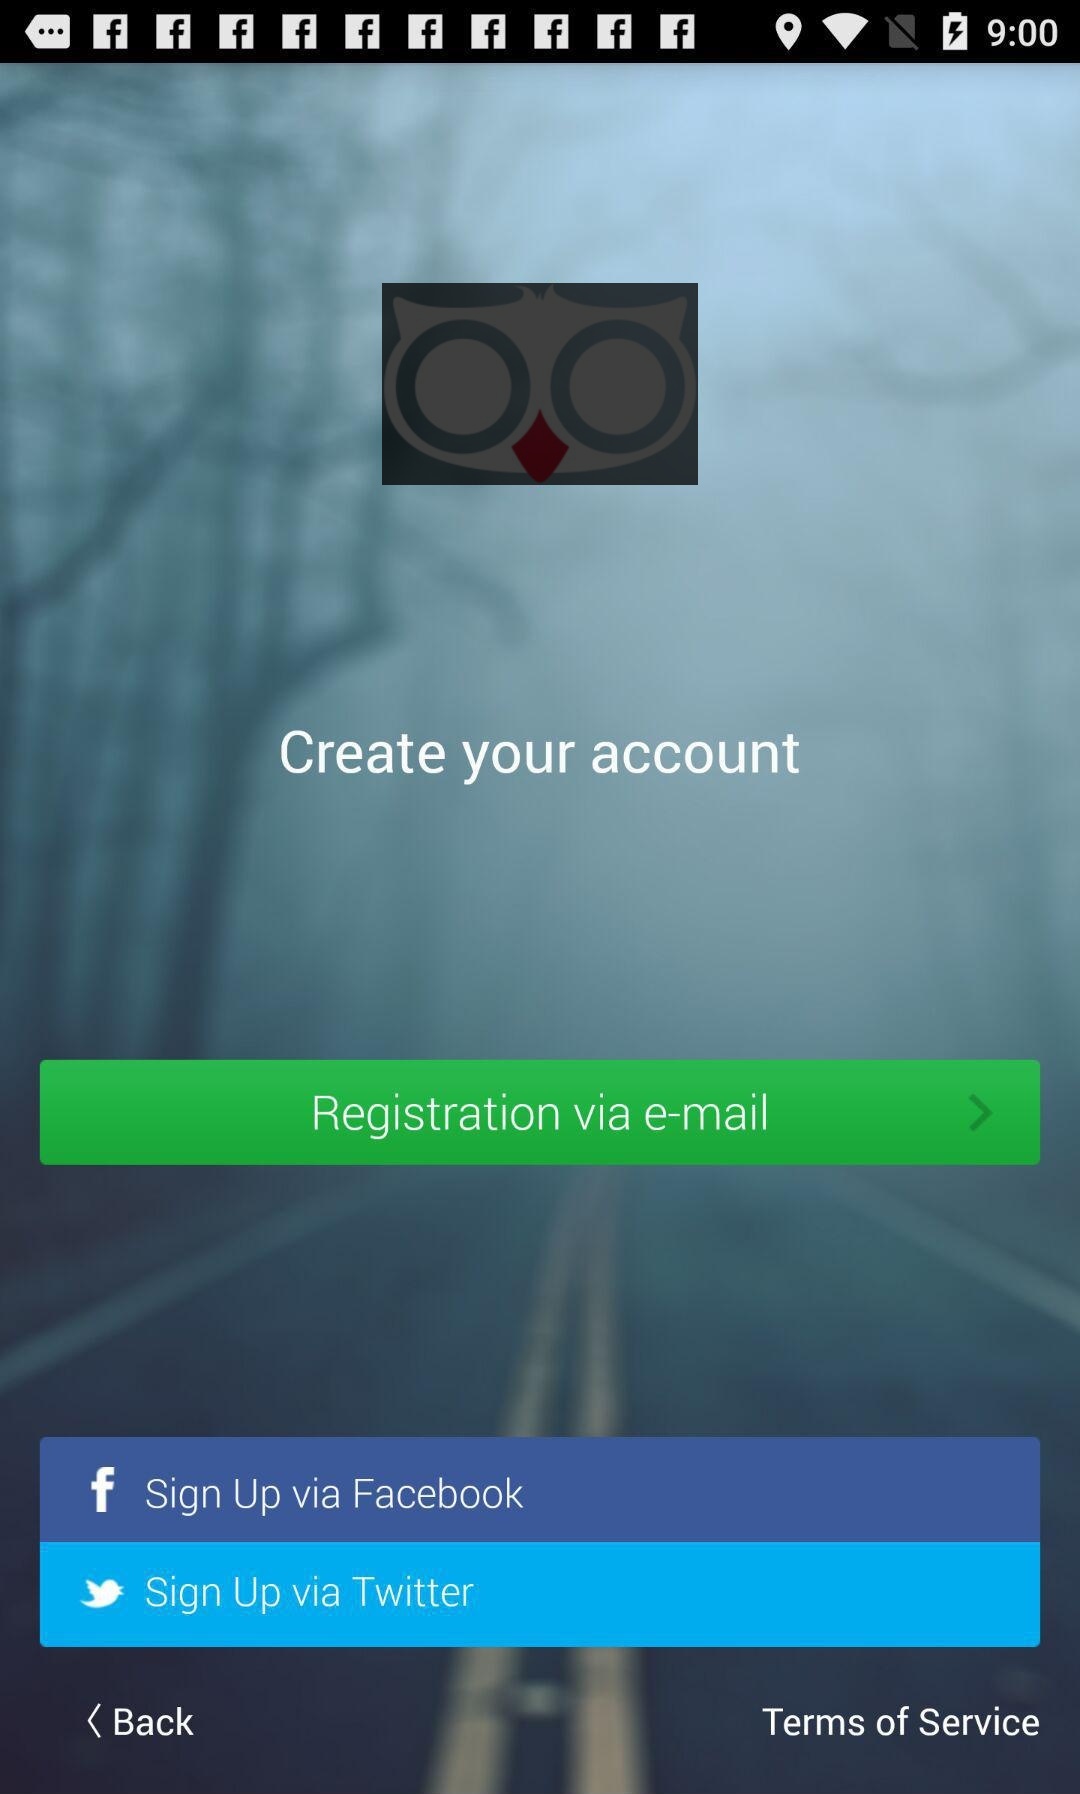 9:00
Create your account
Registration via e-mail
Sign Up via Facebook
Sign Up via Twitter
Back
Terms of Service